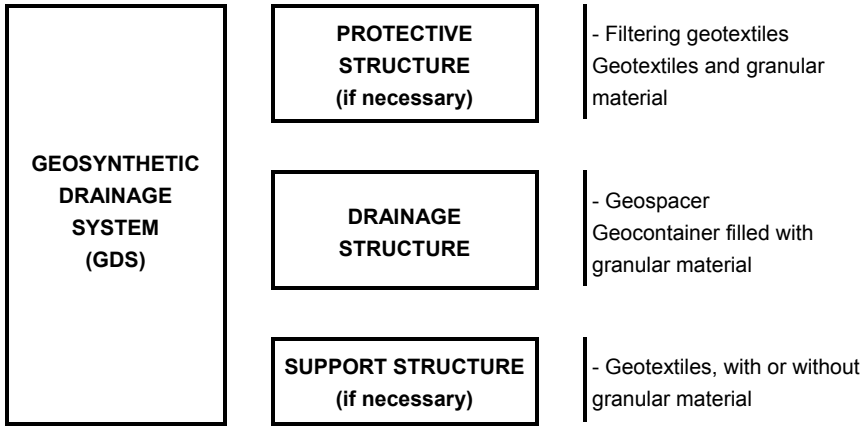 GEOSYNTHETIC
DRAINAGE
SYSTEM
(GDS)
PROTECTIVE
STRUCTURE
(if necessary)
- Filtering geotextiles
Geotextiles and granular
material
DRAINAGE
STRUCTURE
- Geospacer
Geocontainer filled with
granular material
SUPPORT STRUCTURE
(if necessary)
- Geotextiles, with or without
granular material